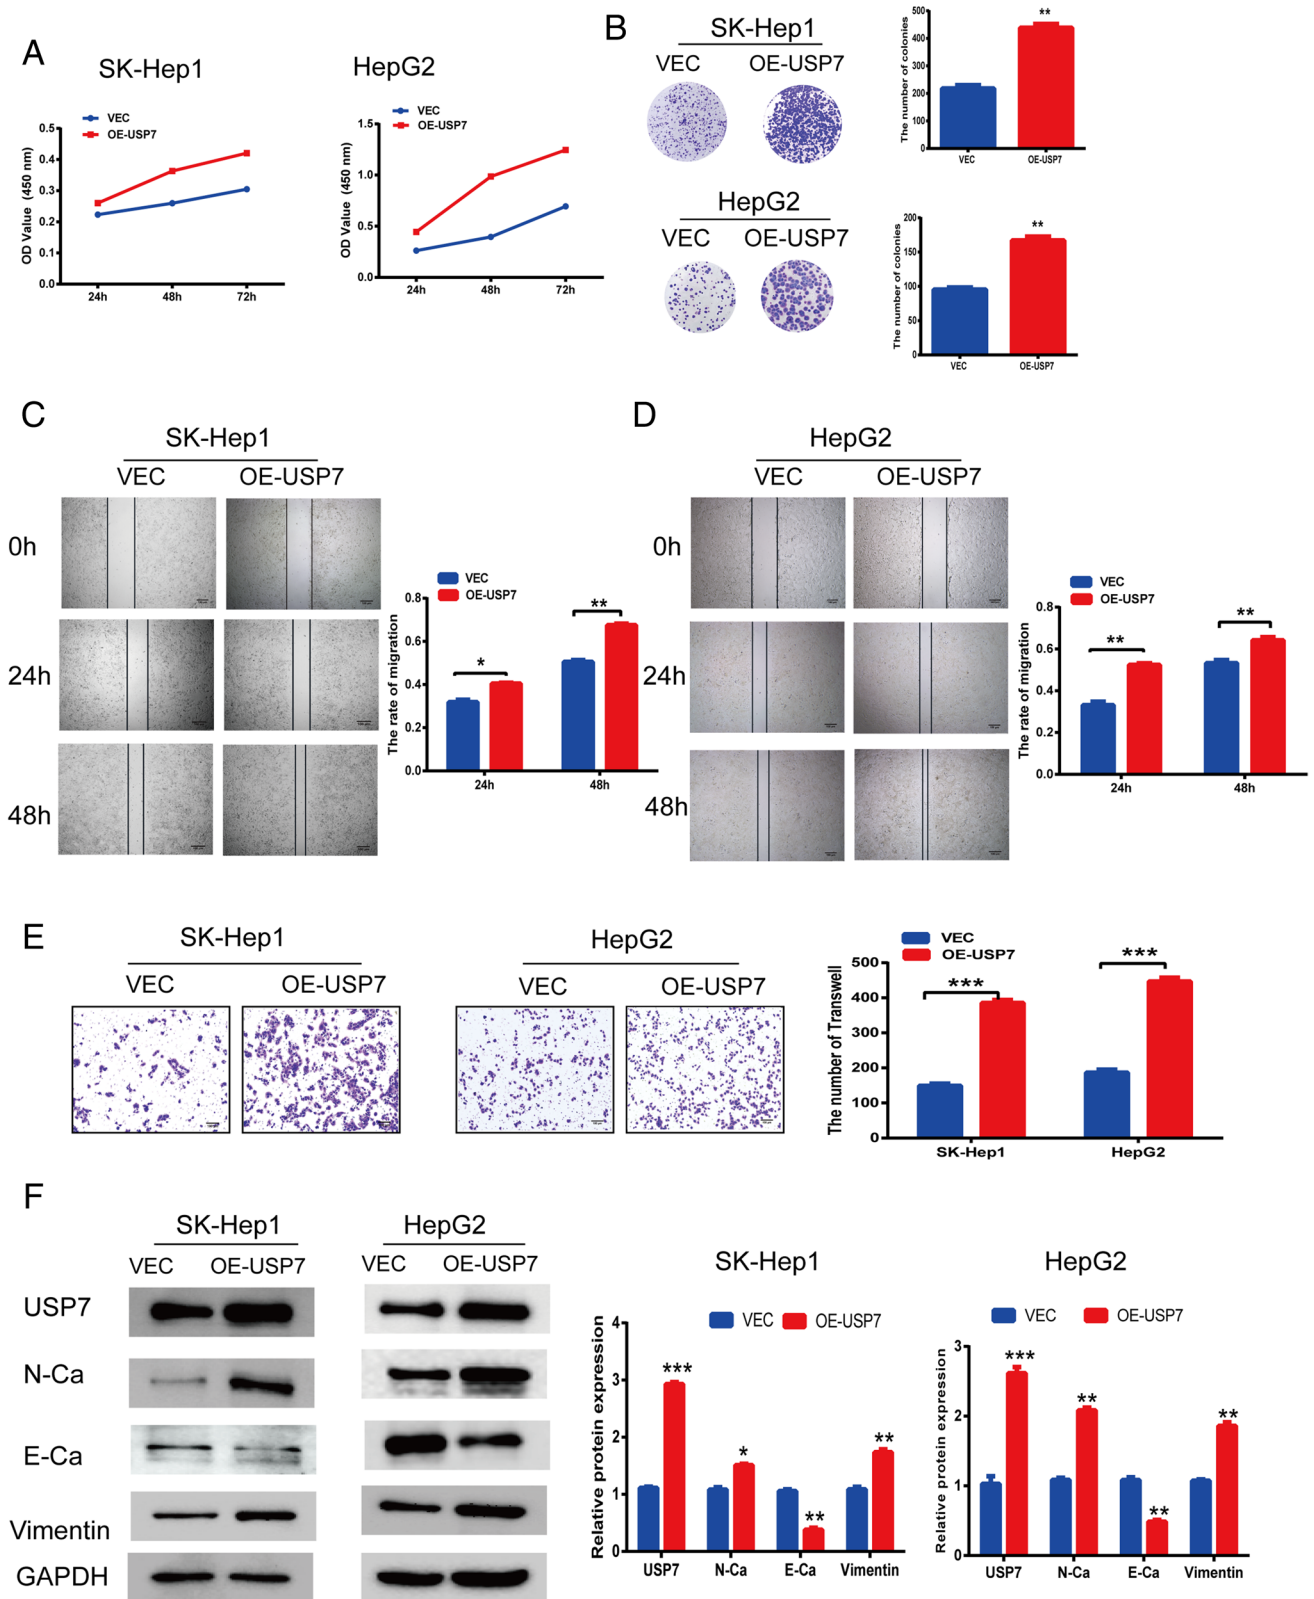 A
SK-Hep1
VEC
OE-USP7
OD Value (450 nm)
0.5
0.4
0.3
0.2
0.1
0.0
24h 48h 72h
HepG2
VEC
OE-USP7
OD Value (450 nm)
1.5
1.0
0.5
0.0
24h 48h 72h
B
SK-Hep1
VEC OE-USP7
The number of colonies
500
400
300
200
100
0
**
VEC OE-USP7
HepG2
VEC OE-USP7
The number of colonies
200
150
100
50
0
**
VEC OE-USP7
C
SK-Hep1
VEC OE-USP7
0h
24h
48h
VEC
OE-USP7
The rate of migration
0.8
0.6
0.4
0.2
0.0
*
**
24h 48h
D
HepG2
VEC OE-USP7
0h
24h
48h
VEC
OE-USP7
The rate of migration
0.8
0.6
0.4
0.2
0.0
**
**
24h 48h
E
SK-Hep1
VEC OE-USP7
HepG2
VEC OE-USP7
VEC
OE-USP7
The number of Transwell
500
400
300
200
100
0
***
***
SK-Hep1 HepG2
F
SK-Hep1
VEC OE-USP7
HepG2
VEC OE-USP7
USP7
N-Ca
E-Ca
Vimentin
GAPDH
SK-Hep1
VEC OE-USP7
Relative protein expression
4
3
2
1
0
***
*
**
**
USP7 N-Ca E-Ca Vimentin
HepG2
VEC OE-USP7
Relative protein expression
3
2
1
0
***
**
**
**
USP7 N-Ca E-Ca Vimentin